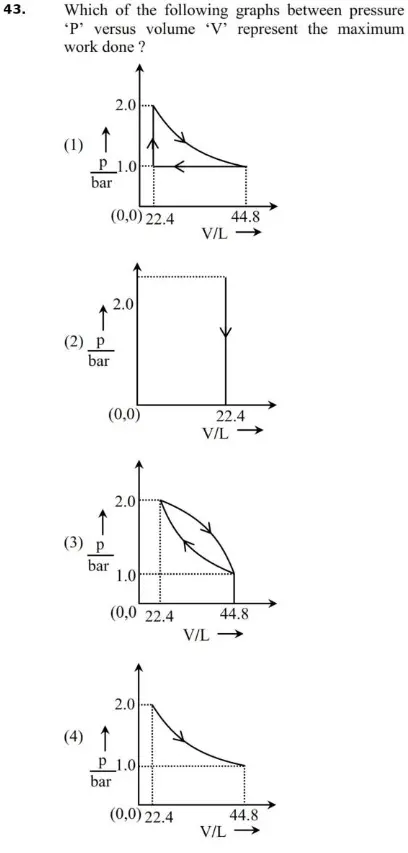 43. Which of the following graphs between pressure
‘P’ versus volume ‘V’ represent the maximum
work done ?
2.0
(1)
p
1.0
bar
(0,0) 22.4 44.8
V/L
2.0
(2) p
bar
(0,0) 22.4
V/L
2.0
(3) p
bar
1.0
(0,0 22.4 44.8
V/L
2.0
(4)
p
1.0
bar
(0,0) 22.4 44.8
V/L